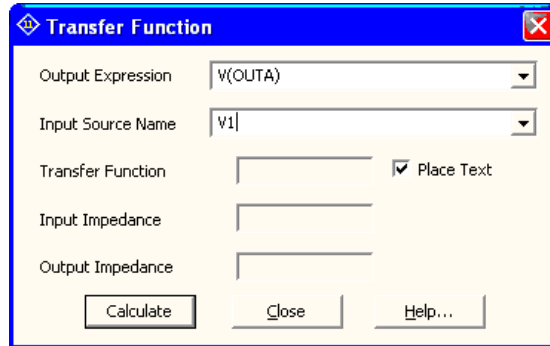 11 Transfer Function
Output Expression V(OUTA)
Input Source Name V1
Transfer Function Place Text
Input Impedance
Output Impedance
Calculate Close Help...